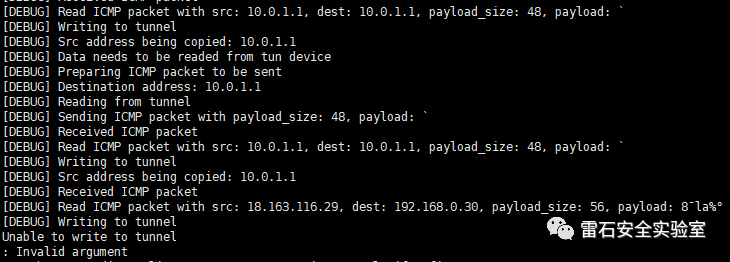 [DEBUG] Read ICMP packet with src: 10.0.1.1, dest: 10.0.1.1, payload_size: 48, payload: `
[DEBUG] Writing to tunnel
[DEBUG] Src address being copied: 10.0.1.1
[DEBUG] Data needs to be readed from tun device
[DEBUG] Preparing ICMP packet to be sent
[DEBUG] Destination address: 10.0.1.1
[DEBUG] Reading from tunnel
[DEBUG] Sending ICMP packet with payload_size: 48, payload: `
[DEBUG] Received ICMP packet
[DEBUG] Read ICMP packet with src: 10.0.1.1, dest: 10.0.1.1, payload_size: 48, payload: `
[DEBUG] Writing to tunnel
[DEBUG] Src address being copied: 10.0.1.1
[DEBUG] Received ICMP packet
[DEBUG] Read ICMP packet with src: 18.163.116.29, dest: 192.168.0.30, payload_size: 56, payload: 8¯la%°
[DEBUG] Writing to tunnel
Unable to write to tunnel
: Invalid argument
雷石安全实验室